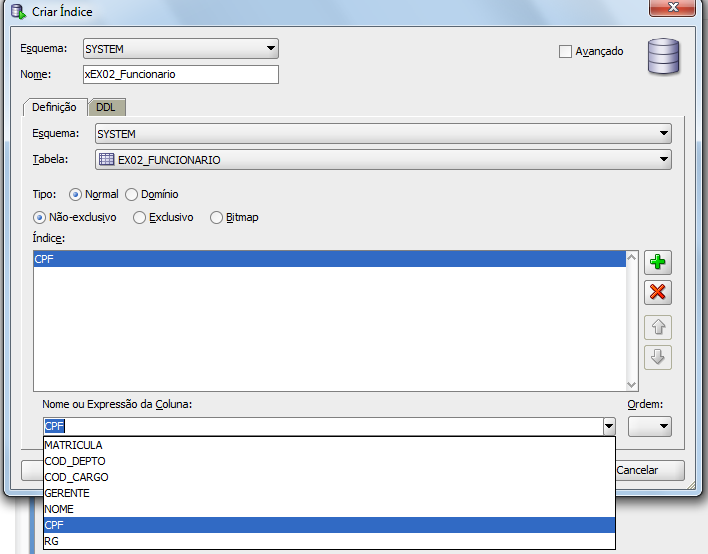 Criar Índice
Esquema: SYSTEM
Avançado
Nome: xEX02_Funcionario
Definição DDL
Esquema: SYSTEM
Tabela: EX02_FUNCIONARIO
Tipo: Normal Domínio
Não-exclusivo Exclusivo Bitmap
Índice:
CPF
Nome ou Expressão da Coluna: Ordem:
CPF
MATRICULA
COD_DEPTO
COD_CARGO
Cancelar
GERENTE
NOME
CPF
RG